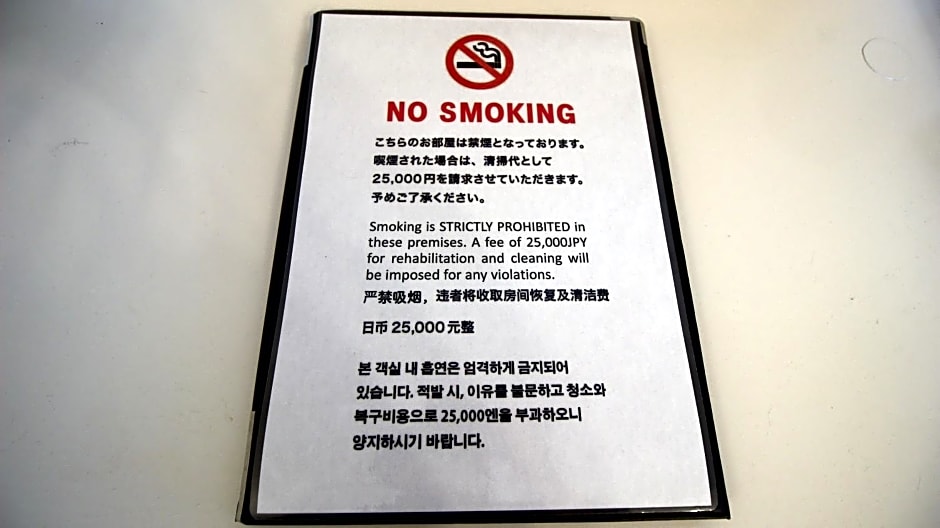 NO SMOKING
こちらのお部屋は禁煙となっております。
喫煙された場合は、清掃代として
25,000円を請求させていただきます。
予めご了承ください。
Smoking is STRICTLY PROHIBITED in
these premises. A fee of 25,000JPY
for rehabilitation and cleaning will
be imposed for any violations.
严禁吸烟，违者将收取房间恢复及清洁费
日币 25,000 元整
본 객실 내 흡연은 엄격하게 금지되어
있습니다. 적발 시, 이유를 불문하고 청소와
복구비용으로 25,000엔을 부과하오니
양지하시기 바랍니다.